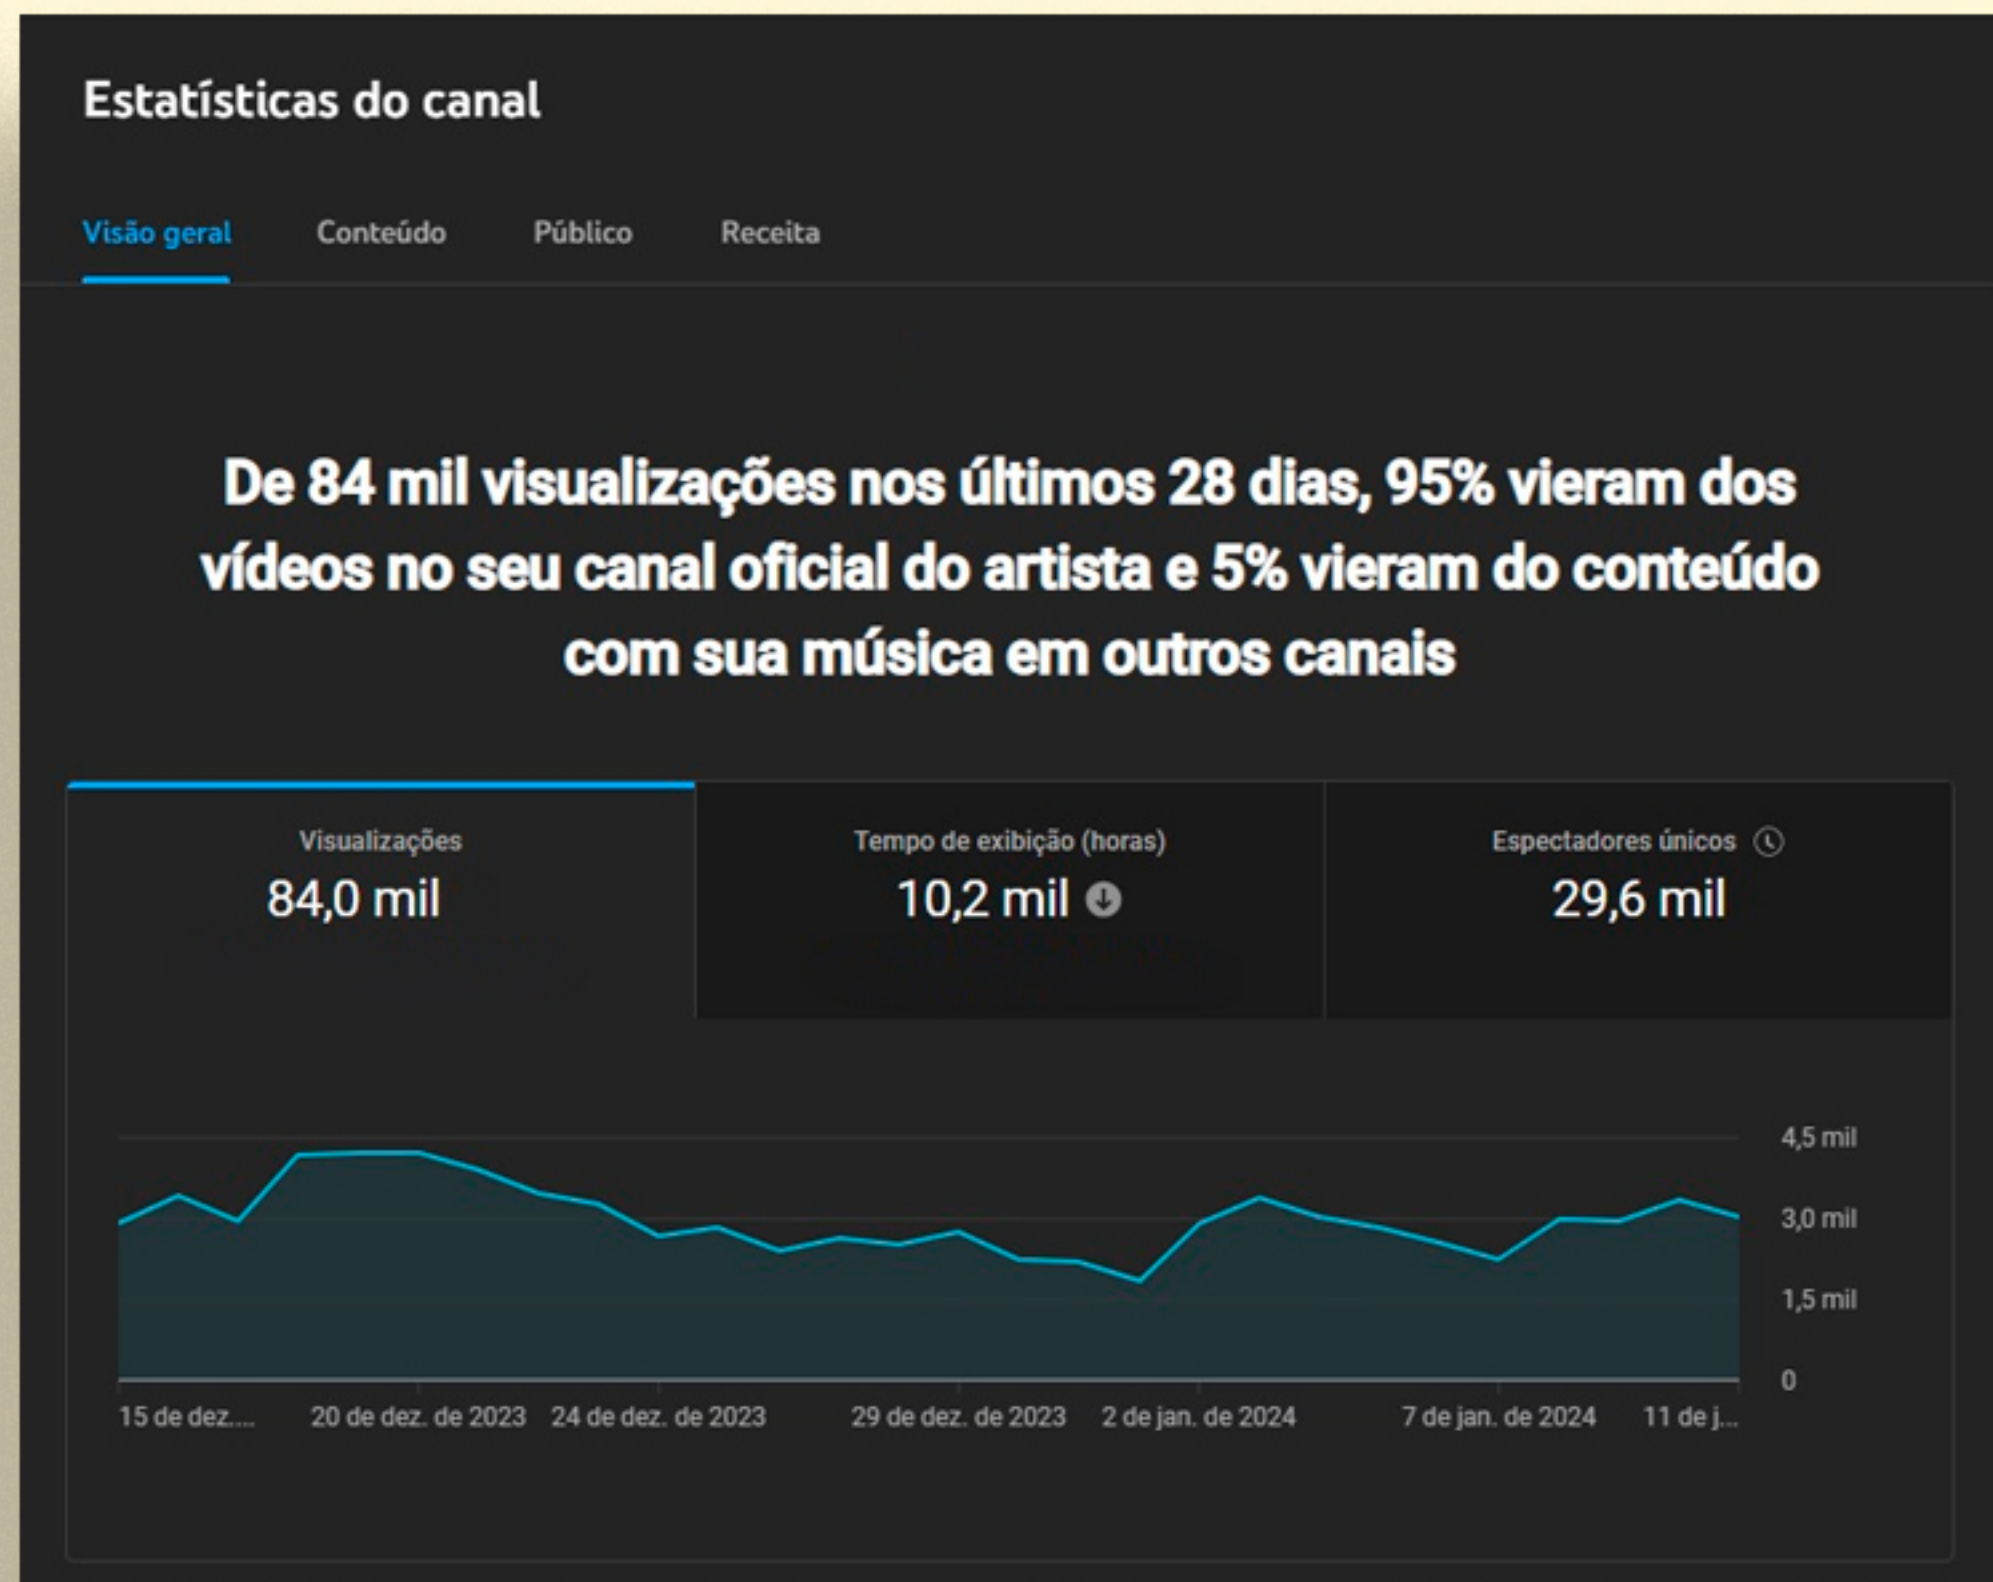 Estatísticas do canal
Visão geral Conteúdo Público Receita
De 84 mil visualizações nos últimos 28 dias, 95% vieram dos
vídeos no seu canal oficial do artista e 5% vieram do conteúdo
com sua música em outros canais
Visualizações Tempo de exibição (horas) Espectadores únicos
84,0 mil 10,2 mil 29,6 mil
4,5 mil
3,0 mil
1,5 mil
0
15 de dez.... 20 de dez. de 2023 24 de dez. de 2023 29 de dez. de 2023 2 de jan. de 2024 7 de jan. de 2024 11 de j...